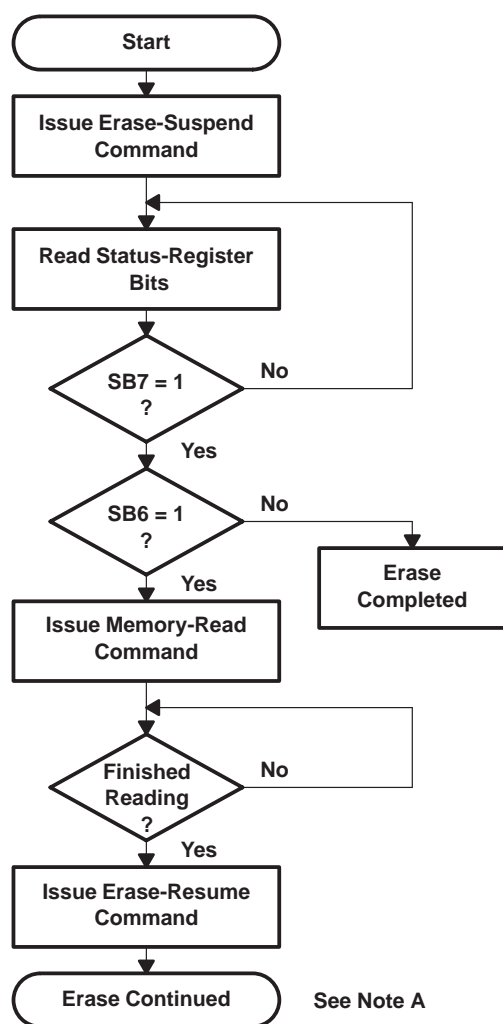 Start
Issue Erase-Suspend
Command
Read Status-Register
Bits
SB7 = 1
?
No
Yes
SB6 = 1
?
No
Yes
Erase
Completed
Issue Memory-Read
Command
Finished
Reading
?
No
Yes
Issue Erase-Resume
Command
Erase Continued
See Note A